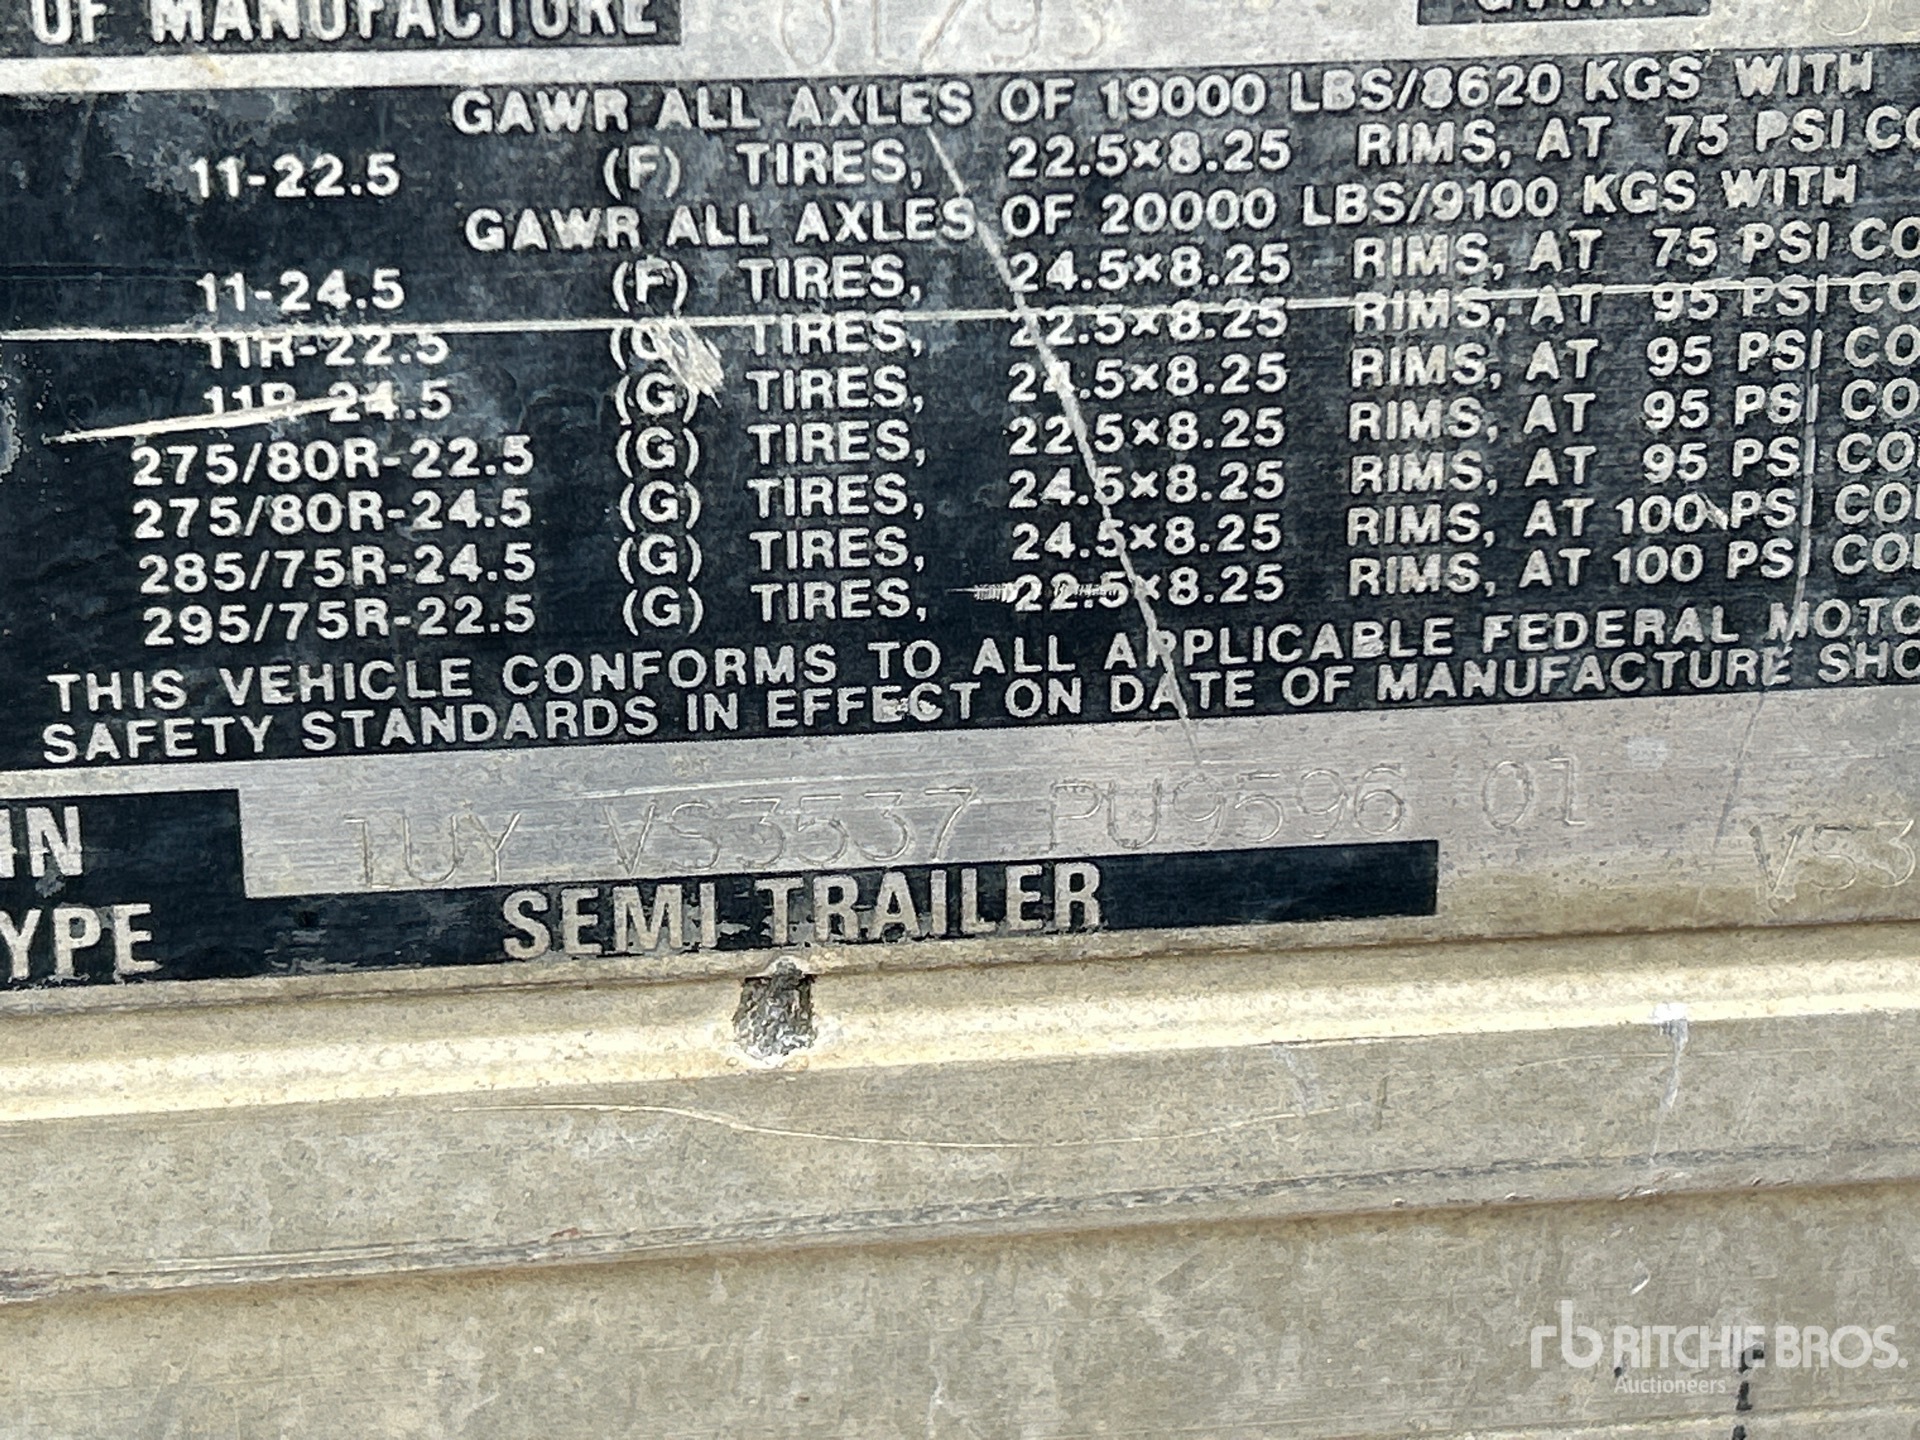 OF MANUFACTURE 01/93
GAWR ALL AXLES OF 19000 LBS/8620 KGS WITH
11-22.5 (F) TIRES, 22.5×8.25 RIMS, AT 75 PSI CO
GAWR ALL AXLES OF 20000 LBS/9100 KGS WITH
11-24.5 (F) TIRES, 24.5×8.25 RIMS, AT 75 PSI CO
11R-22.5 (G) TIRES, 22.5×8.25 RIMS, AT 95 PSI CO
11R-24.5 (G) TIRES, 24.5×8.25 RIMS, AT 95 PSI CO
275/80R-22.5 (G) TIRES, 22.5×8.25 RIMS, AT 95 PSI CO
275/80R-24.5 (G) TIRES, 24.5×8.25 RIMS, AT 95 PSI CO
285/75R-24.5 (G) TIRES, 24.5×8.25 RIMS, AT 100 PSI CO
295/75R-22.5 (G) TIRES, 22.5×8.25 RIMS, AT 100 PSI CO
THIS VEHICLE CONFORMS TO ALL APPLICABLE FEDERAL MOTO
SAFETY STANDARDS IN EFFECT ON DATE OF MANUFACTURE SHO
IN 1UY VS3537 PU9596 01
YPE SEMI-TRAILER VS3
rb RITCHIE BROS.
Auctioneers